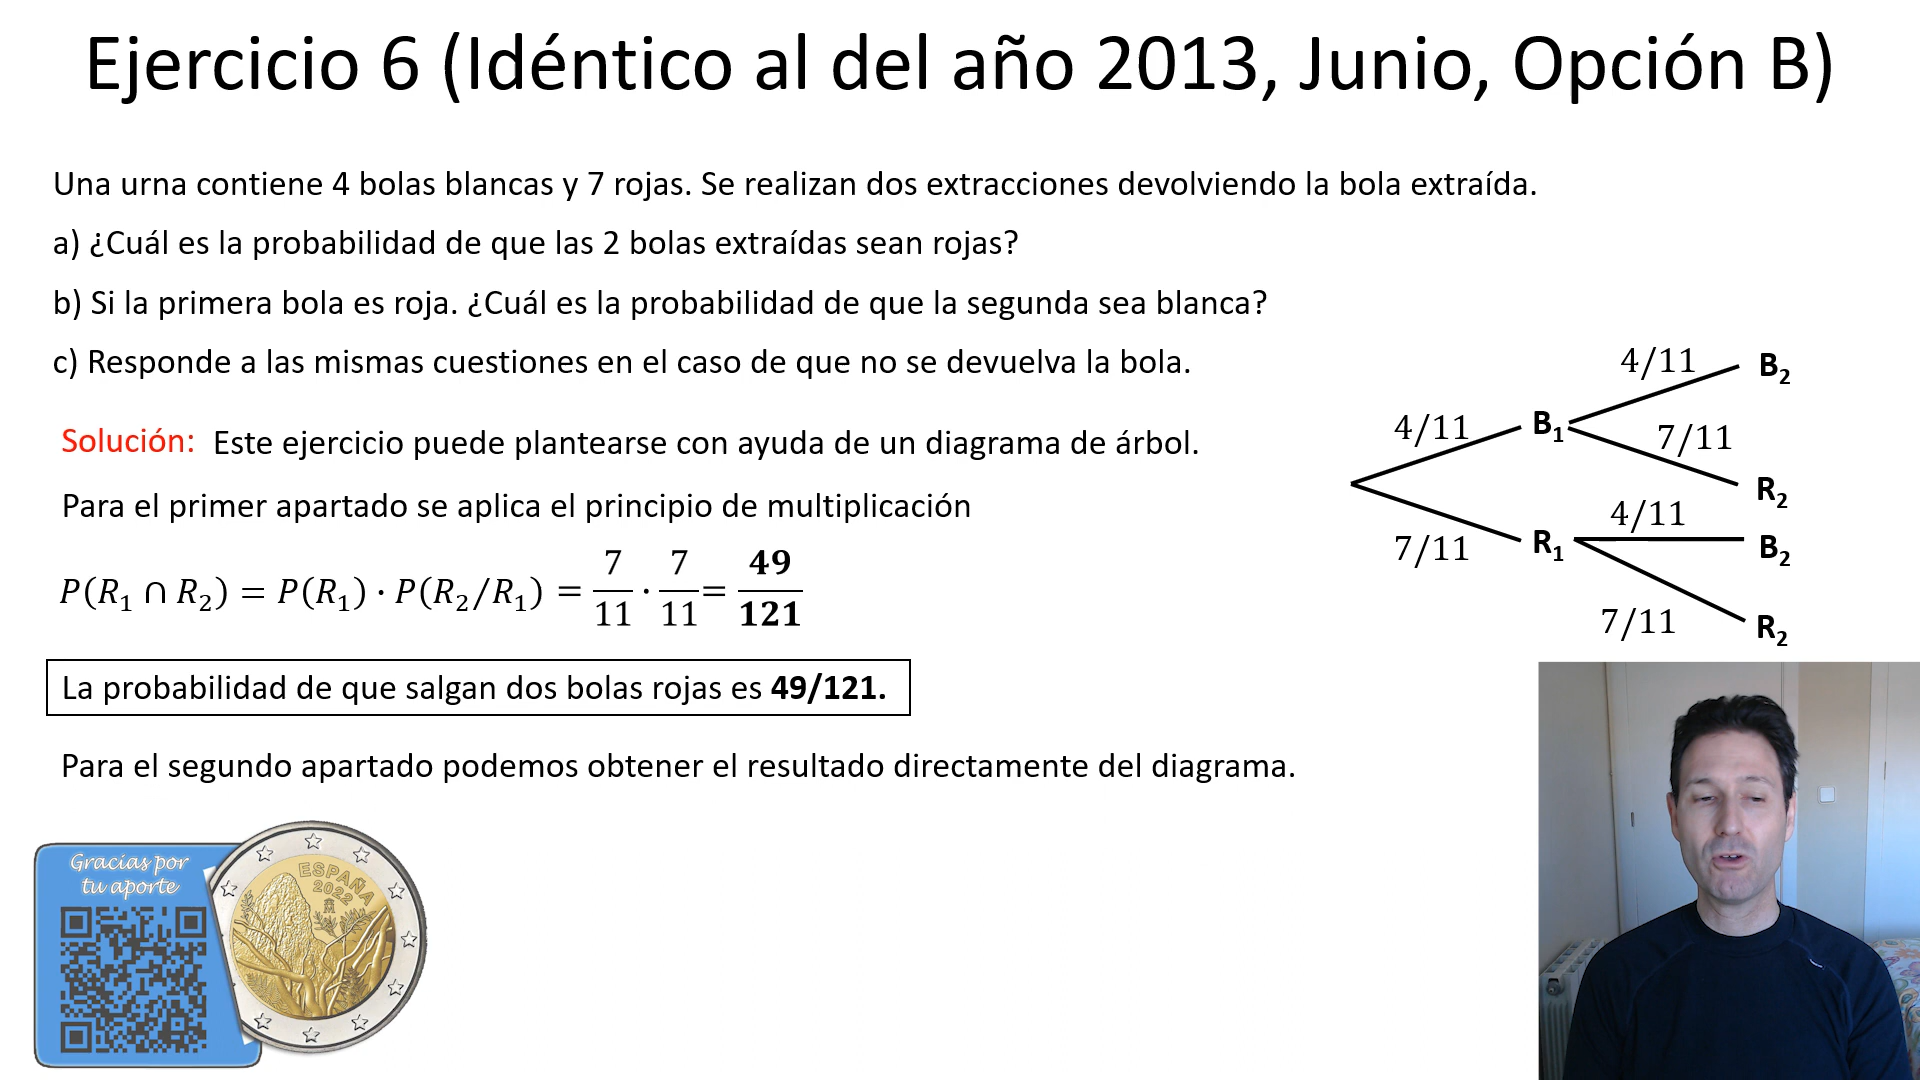 Ejercicio 6 (Idéntico al del año 2013, Junio, Opción B)
Una urna contiene 4 bolas blancas y 7 rojas. Se realizan dos extracciones devolviendo la bola extraída.
a) ¿Cuál es la probabilidad de que las 2 bolas extraídas sean rojas?
b) Si la primera bola es roja. ¿Cuál es la probabilidad de que la segunda sea blanca?
c) Responde a las mismas cuestiones en el caso de que no se devuelva la bola.
Solución: Este ejercicio puede plantearse con ayuda de un diagrama de árbol.
Para el primer apartado se aplica el principio de multiplicación
P(R₁ ∩ R₂) = P(R₁) · P(R₂/R₁) = 7/11 · 7/11 = 49/121
La probabilidad de que salgan dos bolas rojas es 49/121.
Para el segundo apartado podemos obtener el resultado directamente del diagrama.
4/11 B₂
4/11 B₁
7/11
R₂
4/11
7/11 R₁
B₂
7/11 R₂
Gracias por
tu aporte
ESPAÑA
2022